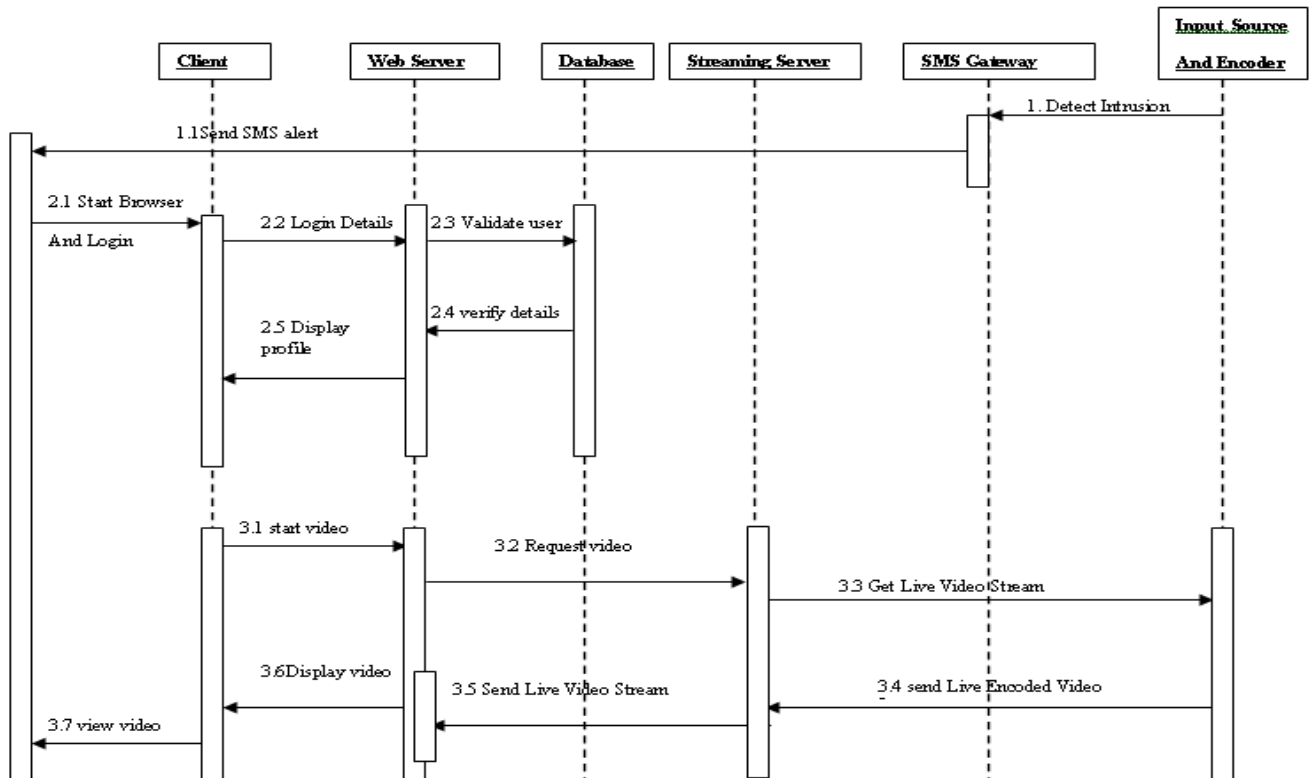 Input Source
And Encoder
Client
Web Server
Database
Streaming Server
SMS Gateway
1. Detect Intrusion
1.1Send SMS alert
2.1 Start Browser
And Login
2.2 Login Details
2.3 Validate user
2.4 verify details
2.5 Display
profile
3.1 start video
3.2 Request video
3.3 Get Live Video Stream
3.4 send Live Encoded Video
3.5 Send Live Video Stream
3.6Display video
3.7 view video